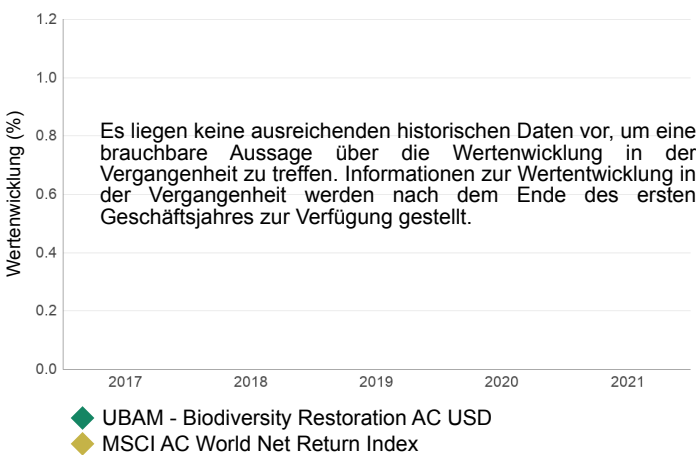 1.2
1.0
0.8
0.6
0.4
0.2
0.0
Wertenwicklung (%)
Es liegen keine ausreichenden historischen Daten vor, um eine
brauchbare Aussage über die Wertenwicklung in der
Vergangenheit zu treffen. Informationen zur Wertentwicklung in
der Vergangenheit werden nach dem Ende des ersten
Geschäftsjahres zur Verfügung gestellt.
2017 2018 2019 2020 2021
UBAM - Biodiversity Restoration AC USD
MSCI AC World Net Return Index